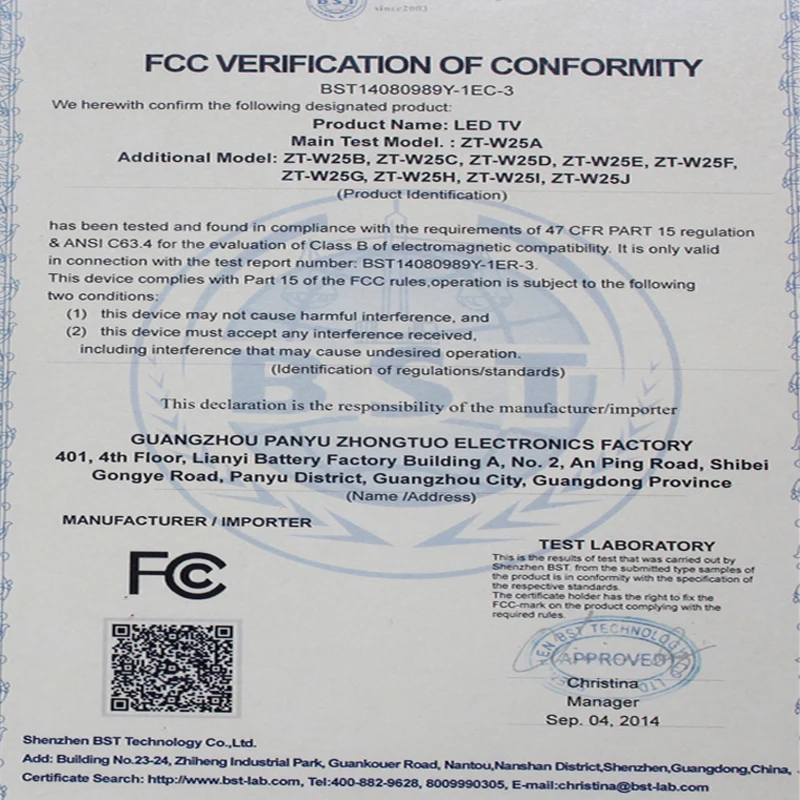 BST
since2003
FCC VERIFICATION OF CONFORMITY
BST14080989Y-1EC-3
We herewith confirm the following designated product:
Product Name: LED TV
Main Test Model. : ZT-W25A
Additional Model: ZT-W25B, ZT-W25C, ZT-W25D, ZT-W25E, ZT-W25F,
ZT-W25G, ZT-W25H, ZT-W25I, ZT-W25J
(Product Identification)
has been tested and found in compliance with the requirements of 47 CFR PART 15 regulation
& ANSI C63.4 for the evaluation of Class B of electromagnetic compatibility. It is only valid
in connection with the test report number: BST14080989Y-1ER-3.
This device complies with Part 15 of the FCC rules,operation is subject to the following
two conditions:
(1) this device may not cause harmful interference, and
(2) this device must accept any interference received,
including interference that may cause undesired operation.
(Identification of regulations/standards)
BST
This declaration is the responsibility of the manufacturer/importer
GUANGZHOU PANYU ZHONGTUO ELECTRONICS FACTORY
401, 4th Floor, Lianyi Battery Factory Building A, No. 2, An Ping Road, Shibei
Gongye Road, Panyu District, Guangzhou City, Guangdong Province
(Name /Address)
MANUFACTURER / IMPORTER
FCC
TEST LABORATORY
This is the results of test that was carried out by
Shenzhen BST. from the submitted type samples of
the product is in conformity with the specification of
the respective standards.
The certificate holder has the right to fix the
FCC-mark on the product complying with the
required rules.
EN BST TECHNOLOG
APPROVED
LTD
Christina
Manager
Sep. 04, 2014
Shenzhen BST Technology Co.,Ltd.
Add: Building No.23-24, Zhiheng Industrial Park, Guankouer Road, Nantou,Nanshan District,Shenzhen,Guangdong,China,
Certificate Search: http://www.bst-lab.com, Tel:400-882-9628, 8009990305, E-mail:christina@bst-lab.com